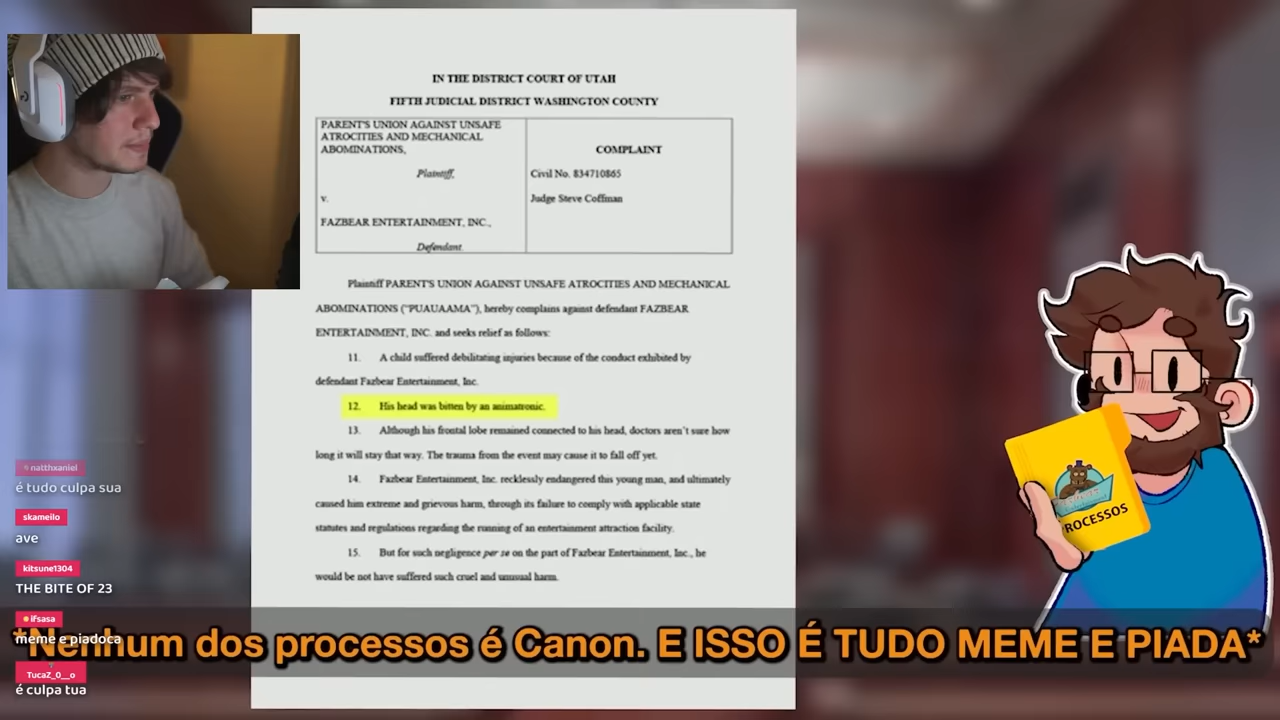 IN THE DISTRICT COURT OF UTAH
FIFTH JUDICIAL DISTRICT WASHINGTON COUNTY
PARENT'S UNION AGAINST UNSAFE
ATROCITIES AND MECHANICAL
ABOMINATIONS,
Plaintiff,
v.
FAZBEAR ENTERTAINMENT, INC.,
Defendant.
COMPLAINT
Civil No. 834710865
Judge Steve Coffman
Plaintiff PARENT'S UNION AGAINST UNSAFE ATROCITIES AND MECHANICAL
ABOMINATIONS ("PUAUAAMA"), hereby complains against defendant FAZBEAR
ENTERTAINMENT, INC. and seeks relief as follows:
11. A child suffered debilitating injuries because of the conduct exhibited by
defendant Fazbear Entertainment, Inc.
12. His head was bitten by an animatronic.
13. Although his frontal lobe remained connected to his head, doctors aren't sure how
long it will stay that way. The trauma from the event may cause it to fall off yet.
14. Fazbear Entertainment, Inc. recklessly endangered this young man, and ultimately
caused him extreme and grievous harm, through its failure to comply with applicable state
statutes and regulations regarding the running of an entertainment attraction facility.
15. But for such negligence per se on the part of Fazbear Entertainment, Inc., he
would be not have suffered such cruel and unusual harm.
natthxaniel
é tudo culpa sua
skameilo
ave
kitsune1304
THE BITE OF 23
ifsasa
meme e piadoca
TucaZ_0__o
é culpa tua
PROCESSOS
*Nenhum dos processos é Canon. E ISSO É TUDO MEME E PIADA*